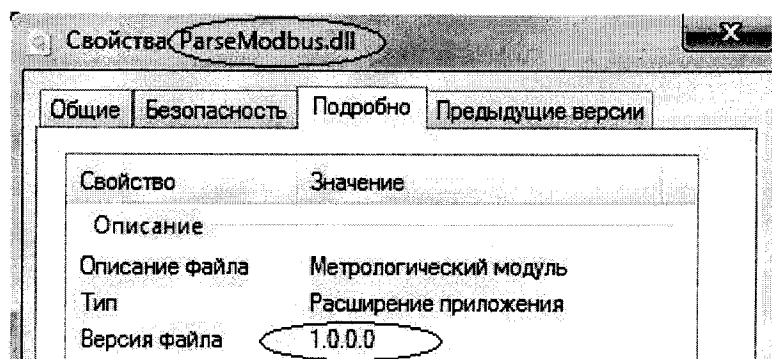 Свойства: ParseModbus.dll
Общие Безопасность Подробно Предыдущие версии
Свойство Значение
Описание
Описание файла Метрологический модуль
Тип Расширение приложения
Версия файла 1.0.0.0